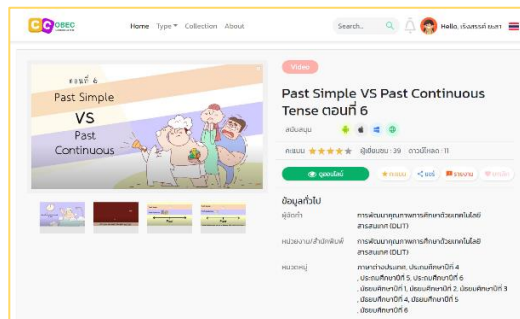 OBEC
Home Type Collection About
Search...
Hello, เริงสรรค์ ยะลา
ตอนที่ 6
Past Simple
VS
Past
Continuous
Video
Past Simple VS Past Continuous
Tense ตอนที่ 6
สนับสนุน
คะแนน ผู้เยี่ยมชม : 39 ดาวน์โหลด : 11
ดูออนไลน์ คะแนน แชร์ รายงาน
ข้อมูลทั่วไป
ผู้จัดทำ การพัฒนาคุณภาพการศึกษาด้วยเทคโนโลยี
สารสนเทศ (DLIT)
หน่วยงาน/สำนักพิมพ์ การพัฒนาคุณภาพการศึกษาด้วยเทคโนโลยี
สารสนเทศ (DLIT)
หมวดหมู่ ภาษาต่างประเทศ, ประถมศึกษาปีที่ 4
, ประถมศึกษาปีที่ 5, ประถมศึกษาปีที่ 6
, มัธยมศึกษาปีที่ 1, มัธยมศึกษาปีที่ 2, มัธยมศึกษาปีที่ 3
, มัธยมศึกษาปีที่ 4, มัธยมศึกษาปีที่ 5
, มัธยมศึกษาปีที่ 6